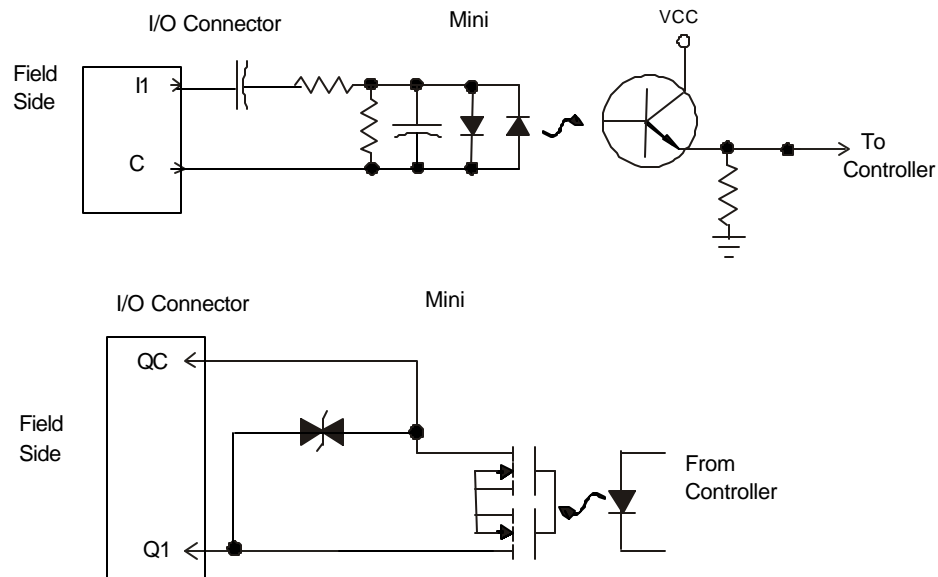 I/O Connector
Mini
VCC
Field
Side
I1
C
To
Controller
I/O Connector
Mini
QC
Field
Side
From
Controller
Q1